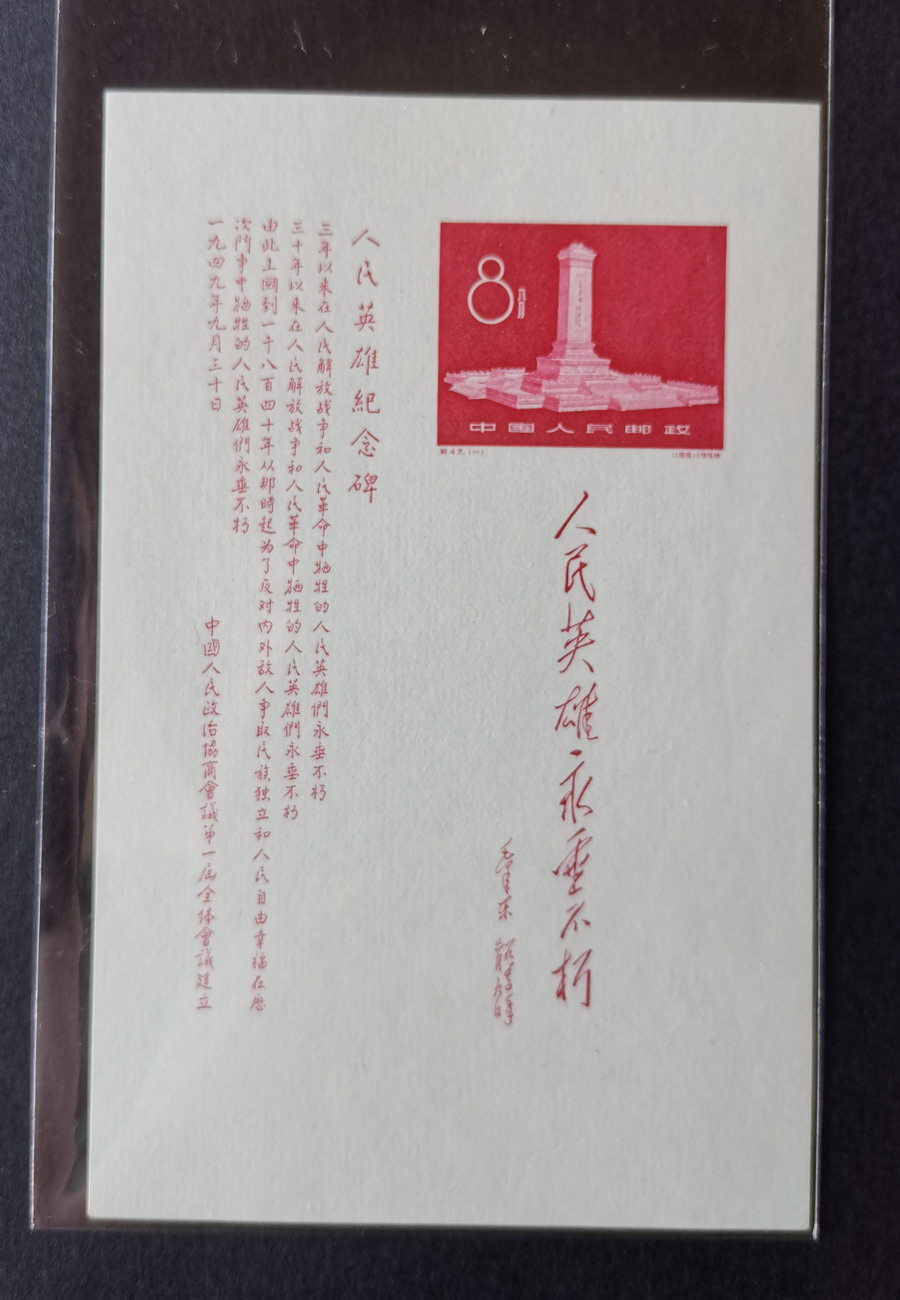 8分
中国人民邮政
纪47.(一)
人民英雄永垂不朽
毛泽东
人民英雄紀念碑
三年以来在人民解放战争和人民革命中牺牲的人民英雄們永垂不朽
三十年以来在人民解放战争和人民革命中牺牲的人民英雄們永垂不朽
由此上溯到一千八百四十年从那時起为了反对内外敌人争取民族独立和人民自由幸福在历
次鬥争中牺牲的人民英雄們永垂不朽
一九四九年九月三十日
中國人民政治協商會議第一届全体會議建立